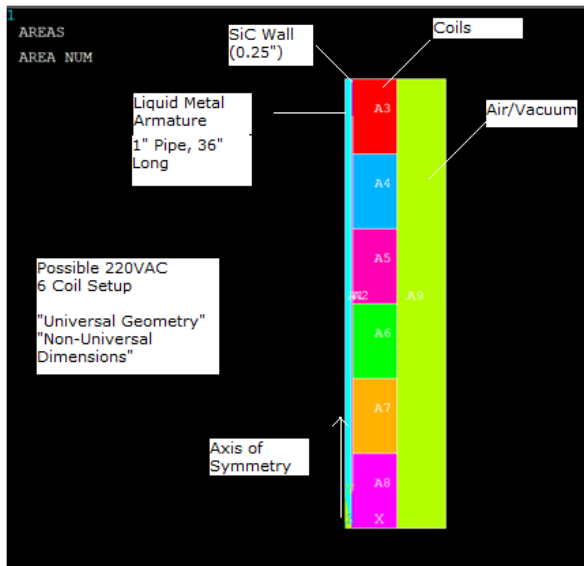 1
AREAS
AREA NUM
SiC Wall
(0.25")
Coils
Liquid Metal
Armature
1" Pipe, 36"
Long
Air/Vacuum
A3
A4
A5
A2
A9
A6
A7
A8
X
Possible 220VAC
6 Coil Setup
"Universal Geometry"
"Non-Universal
Dimensions"
Axis of
Symmetry